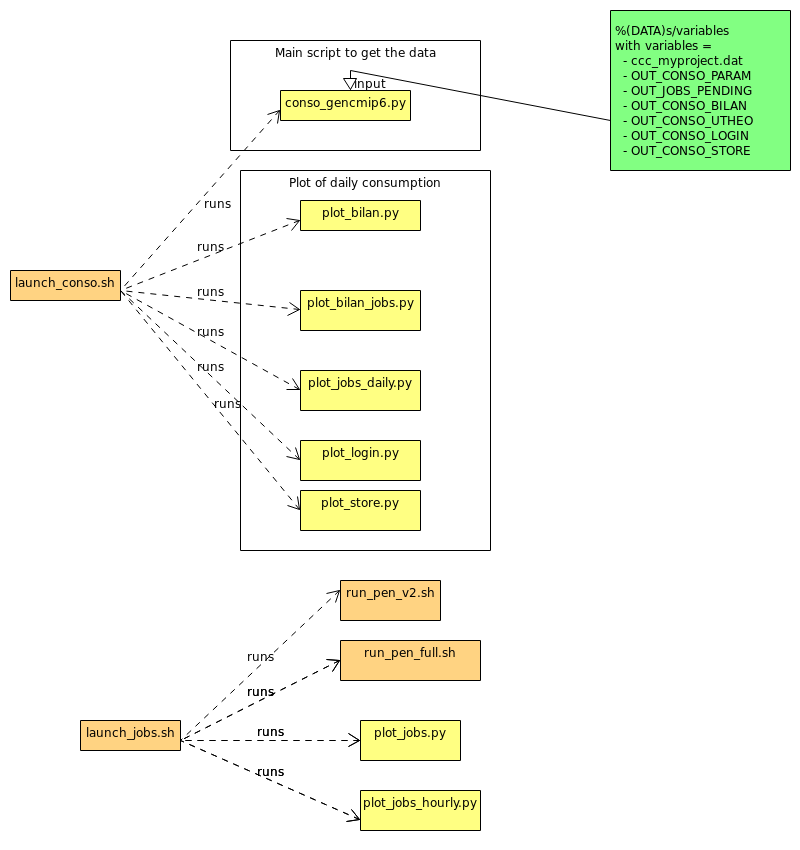 %(DATA)s/variables
with variables =
- ccc_myproject.dat
- OUT_CONSO_PARAM
- OUT_JOBS_PENDING
- OUT_CONSO_BILAN
- OUT_CONSO_UTHEO
- OUT_CONSO_LOGIN
- OUT_CONSO_STORE
Main script to get the data
input
conso_gencmip6.py
Plot of daily consumption
runs
plot_bilan.py
runs
launch_conso.sh
runs
plot_bilan_jobs.py
runs
runs
plot_jobs_daily.py
runs
plot_login.py
plot_store.py
run_pen_v2.sh
runs
run_pen_full.sh
runs
launch_jobs.sh
runs
plot_jobs.py
runs
plot_jobs_hourly.py